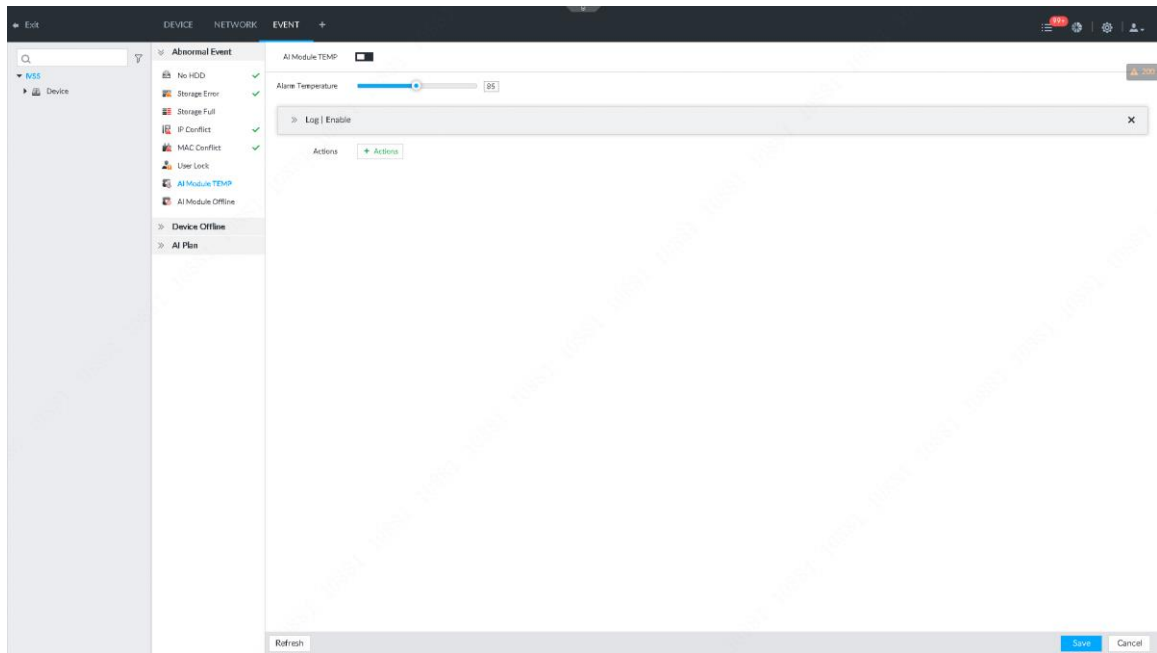 Exit
DEVICE NETWORK EVENT +
99+
Abnormal Event
AI Module TEMP
IVSS
Device
No HDD
Storage Error
Storage Full
IP Conflict
MAC Conflict
User Lock
AI Module TEMP
AI Module Offline
Device Offline
AI Plan
Alarm Temperature 85
Log | Enable
Actions + Actions
Refresh
Save Cancel